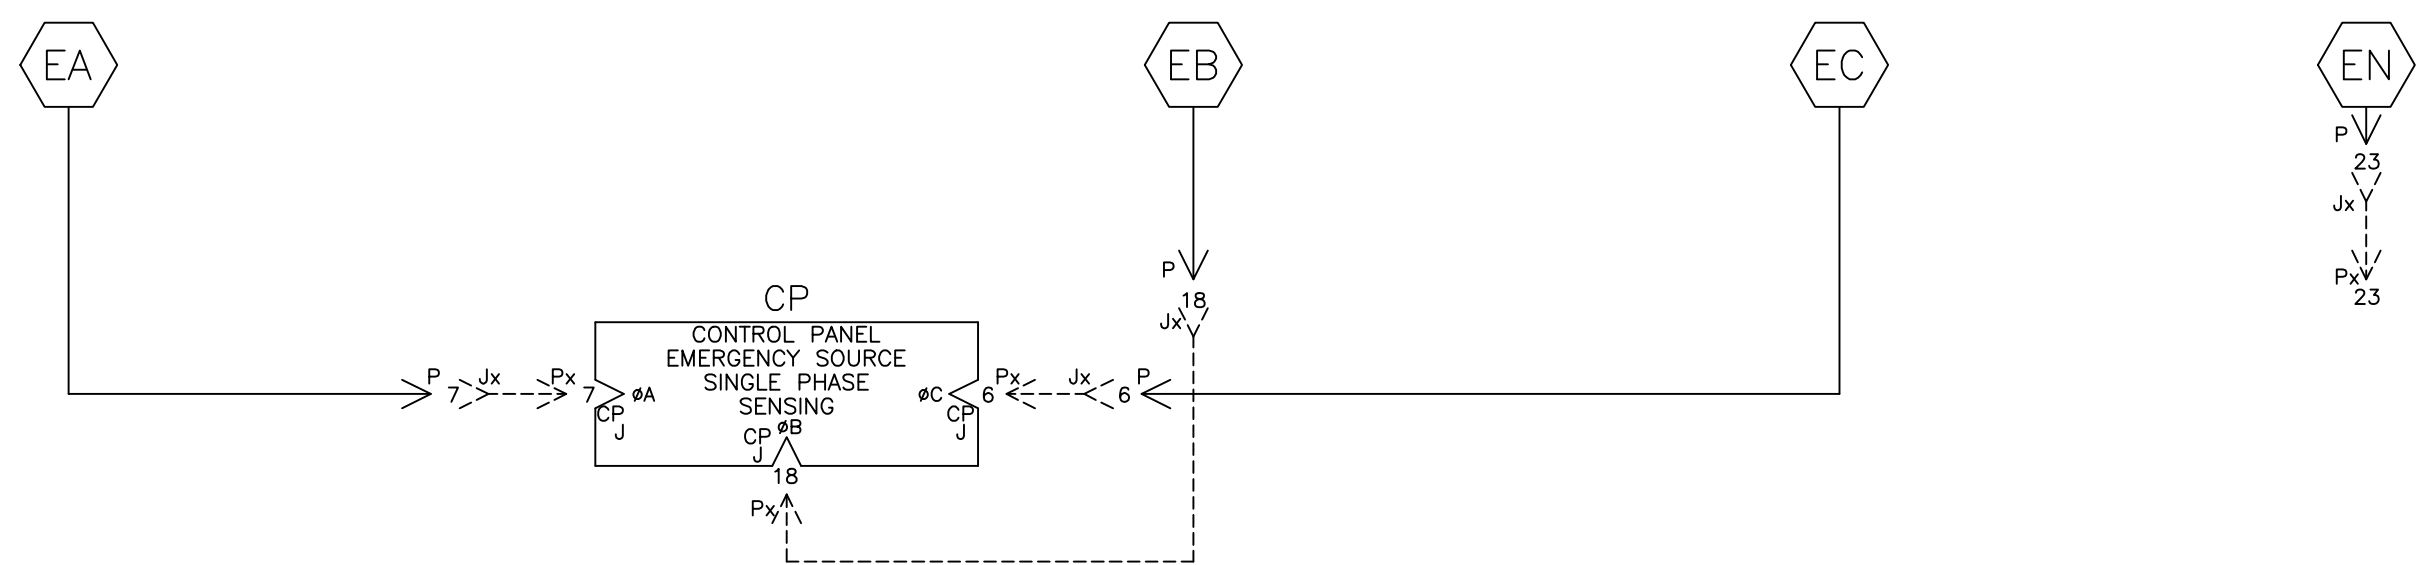 EA
EB
EC
EN
P
23
Jx
Px
23
P
18
Jx
CP
CONTROL PANEL
EMERGENCY SOURCE
SINGLE PHASE
SENSING
P
7
Jx
Px
7
øA
CP
J
øC
6
Px
Jx
6
P
CP
J
øB
CP
J
18
Px